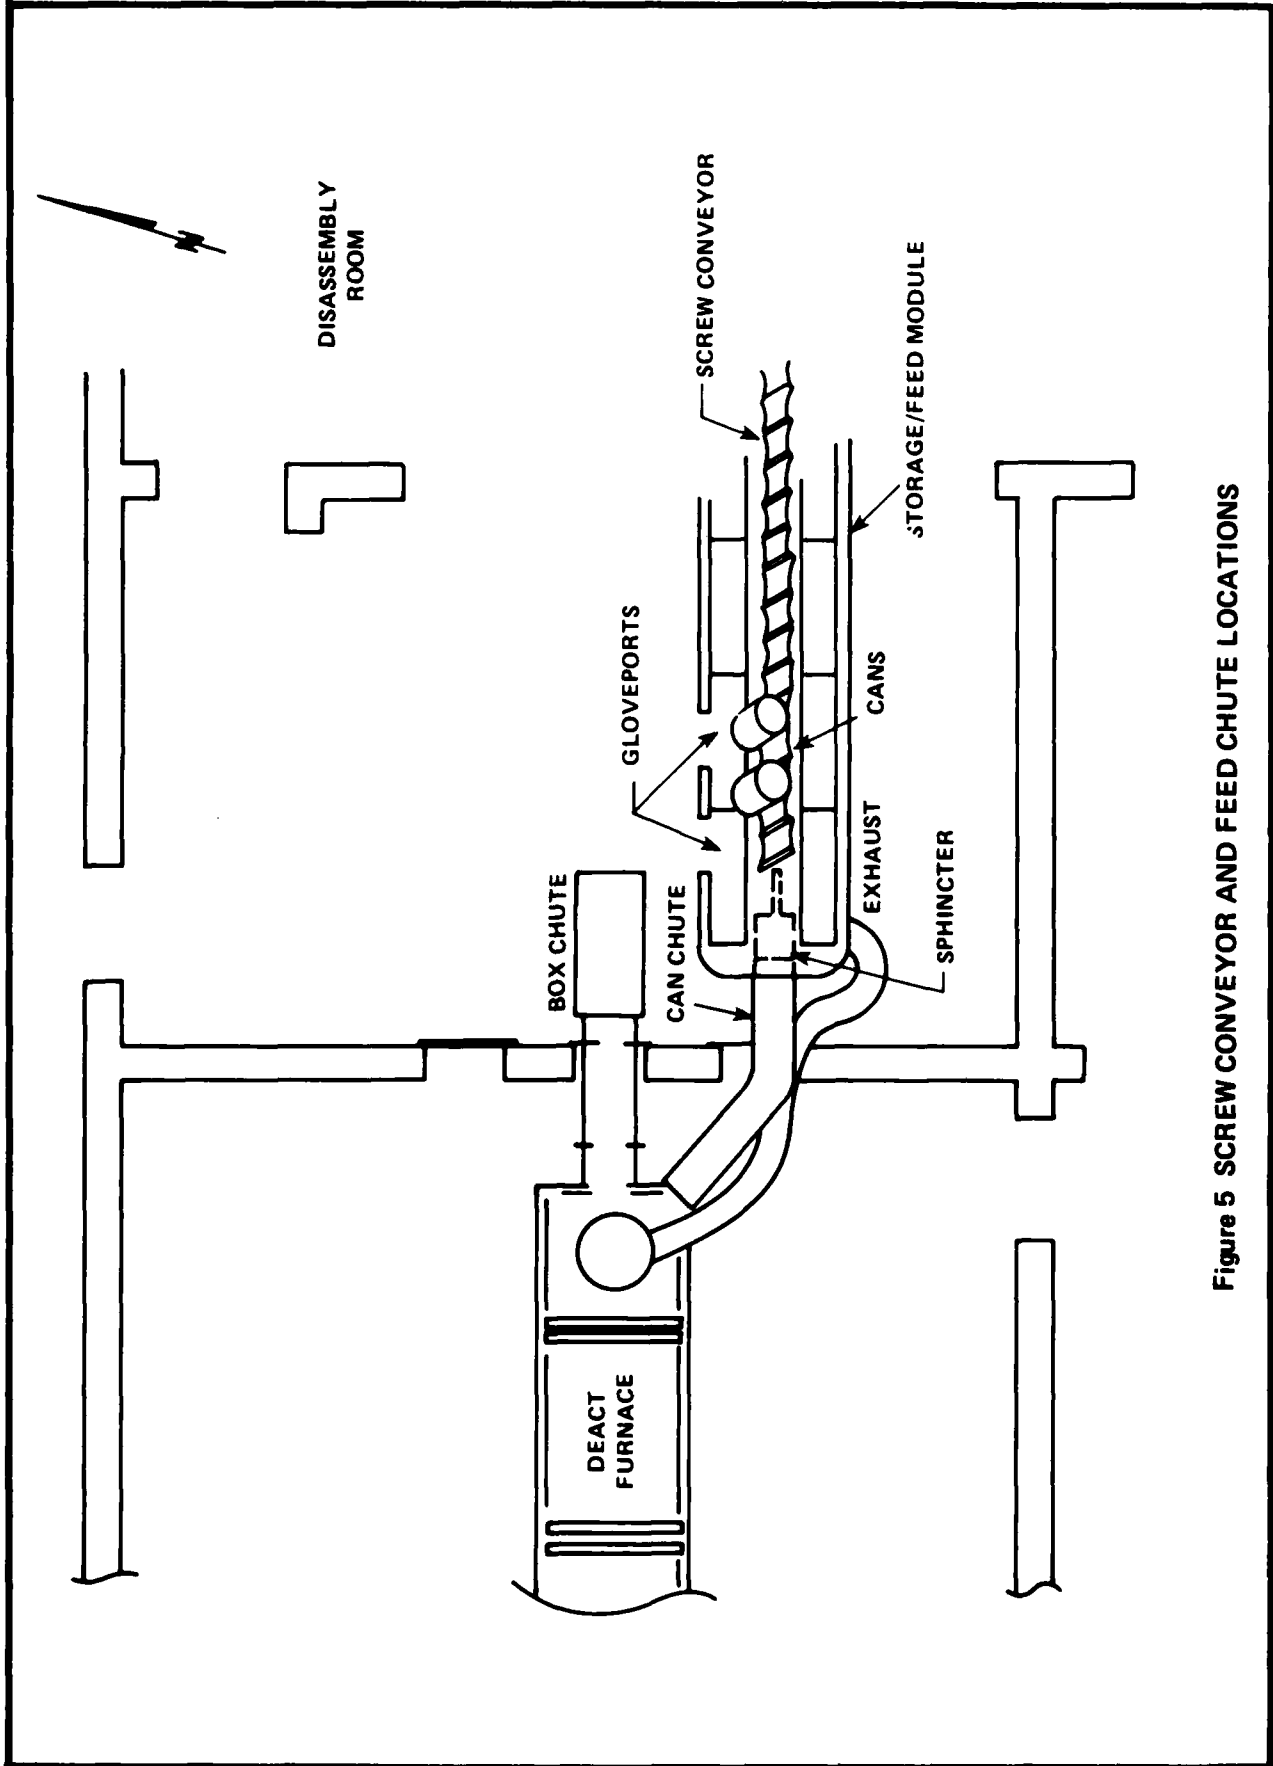 DISASSEMBLY
ROOM
SCREW CONVEYOR
STORAGE/FEED MODULE
GLOVEPORTS
CANS
BOX CHUTE
CAN CHUTE
EXHAUST
SPHINCTER
DEACT
FURNACE
Figure 5 SCREW CONVEYOR AND FEED CHUTE LOCATIONS